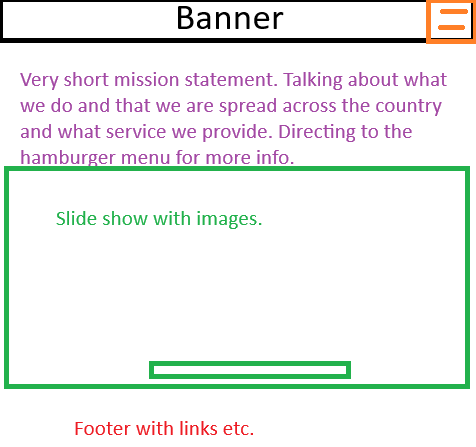 Banner
Very short mission statement. Talking about what
we do and that we are spread across the country
and what service we provide. Directing to the
hamburger menu for more info.
Slide show with images.
Footer with links etc.